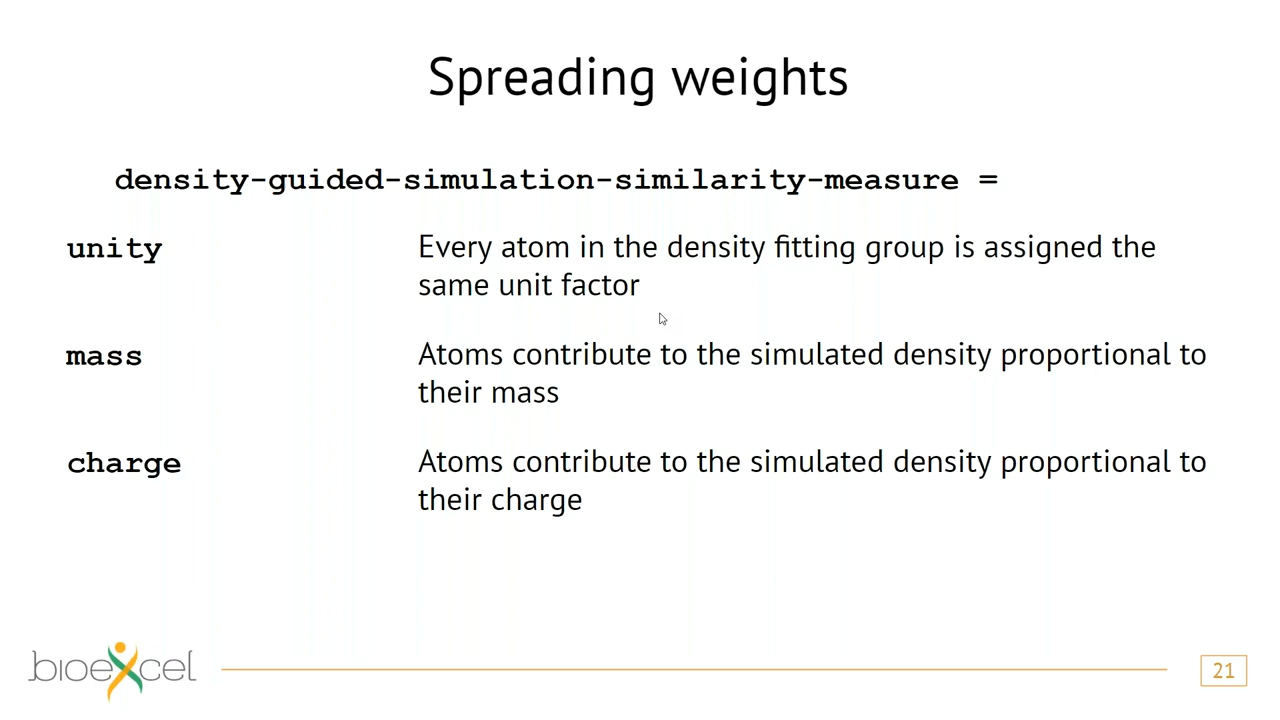 Spreading weights
density-guided-simulation-similarity-measure =
unity
Every atom in the density fitting group is assigned the
same unit factor
mass
Atoms contribute to the simulated density proportional to
their mass
charge
Atoms contribute to the simulated density proportional to
their charge
bioexcel
21